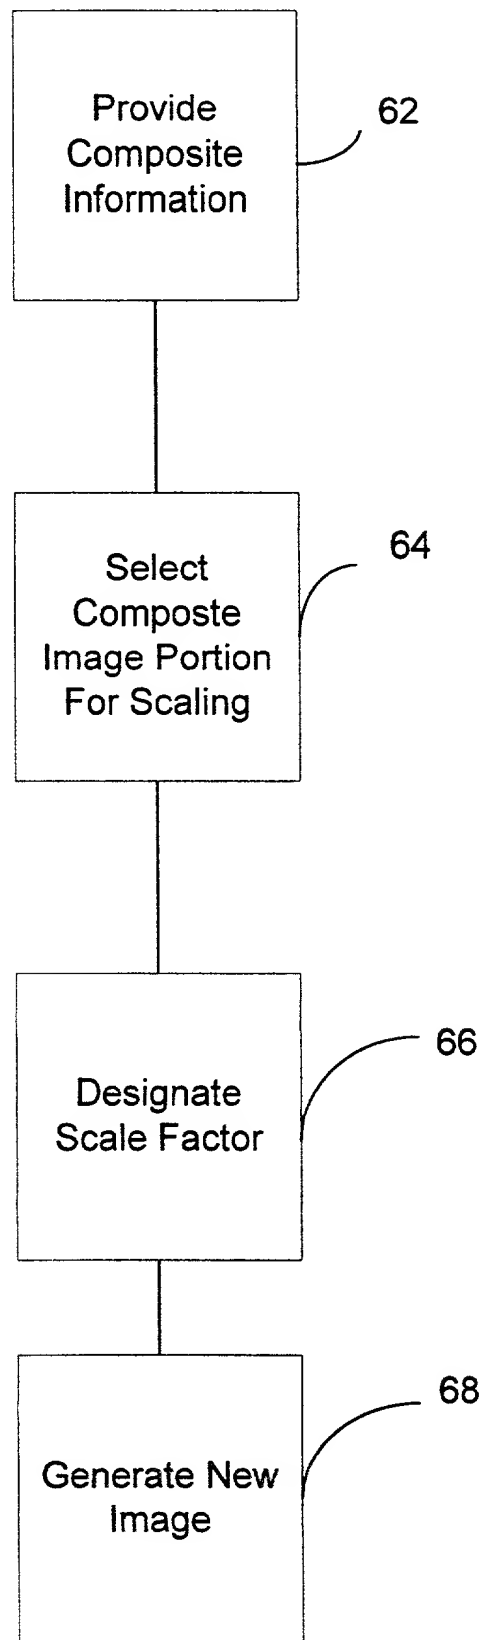 Provide
Composite
Information
62
Select
Composte
Image Portion
For Scaling
64
Designate
Scale Factor
66
Generate New
Image
68